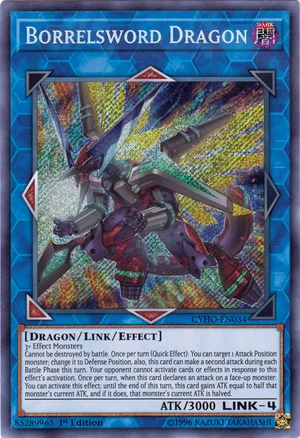 BORRELSWORD DRAGON
DARK
CYHO-EN034
[DRAGON/LINK/EFFECT]
3+ Effect Monsters
Cannot be destroyed by battle. Once per turn (Quick Effect): You can target 1 Attack Position
monster; change it to Defense Position, also, this card can make a second attack during each
Battle Phase this turn. Your opponent cannot activate cards or effects in response to
this effect's activation. Once per turn, when this card declares an attack on a face-up monster:
You can activate this effect; until the end of this turn, this card gains ATK equal to half that
monster's current ATK, and if it does, that monster's current ATK is halved.
ATK/3000 LINK-4
85289965 1st Edition ©1996 KAZUKI TAKAHASHI